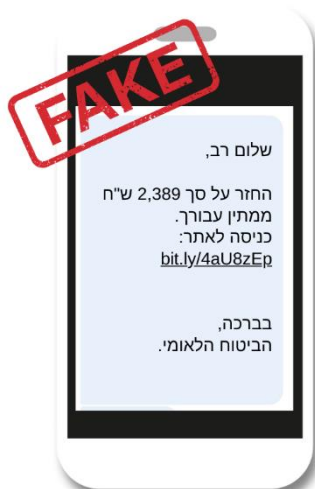 FAKE
שלום רב,
החזר על סך 2,389 ש"ח
ממתין עבורך.
כניסה לאתר:
bit.ly/4aU8zEp
בברכה,
הביטוח הלאומי.